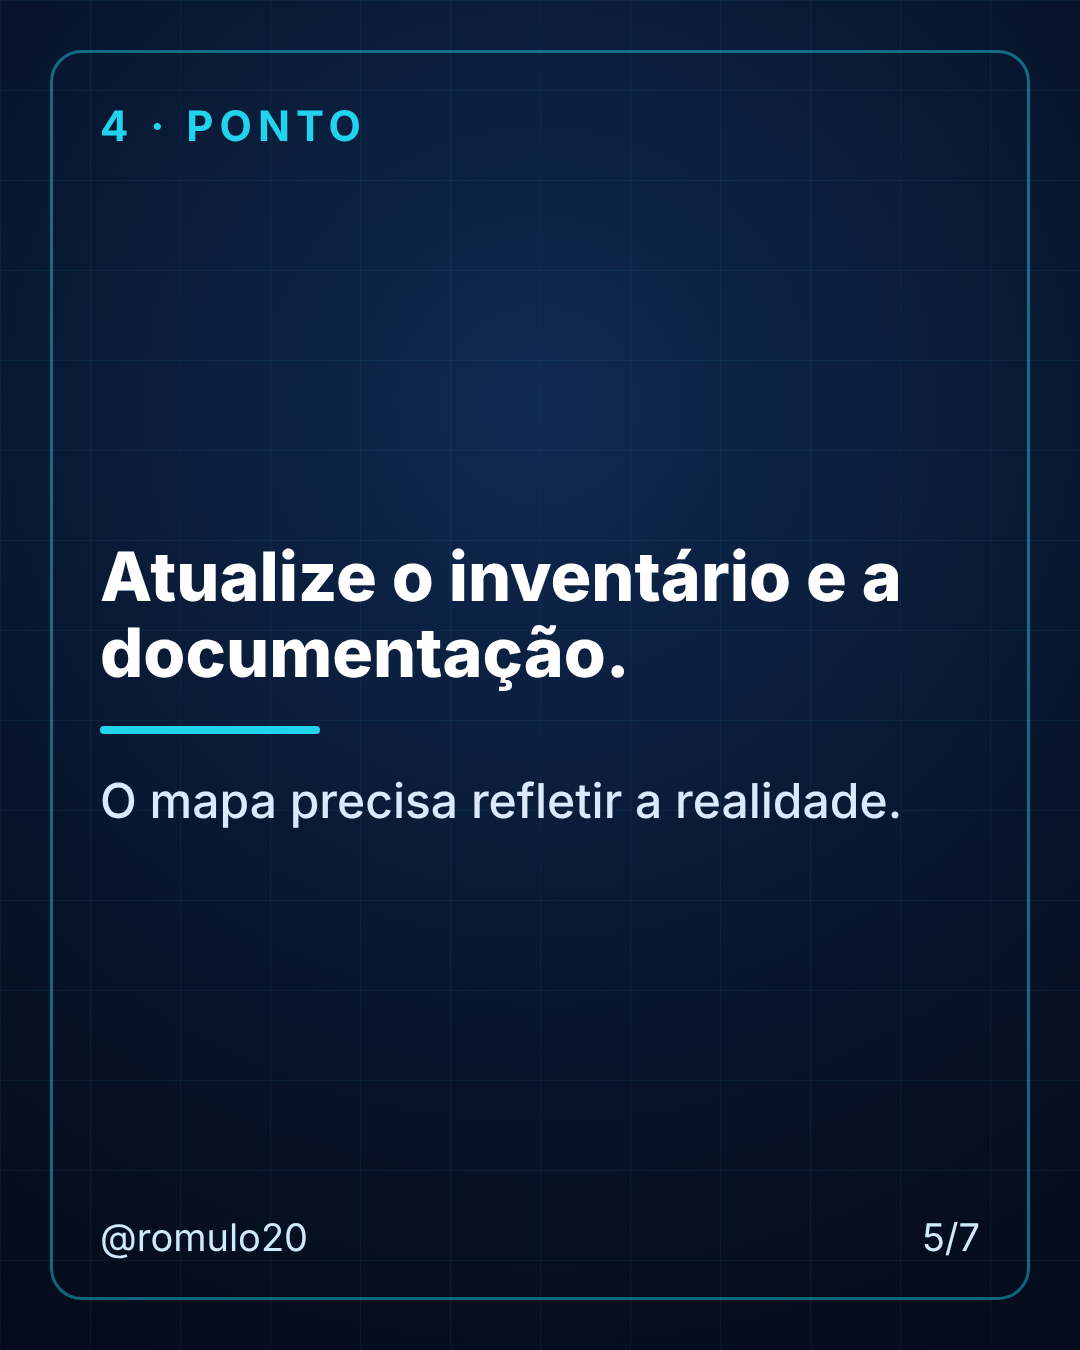 4 · PONTO
Atualize o inventário e a
documentação.
O mapa precisa refletir a realidade.
@romulo20
5/7